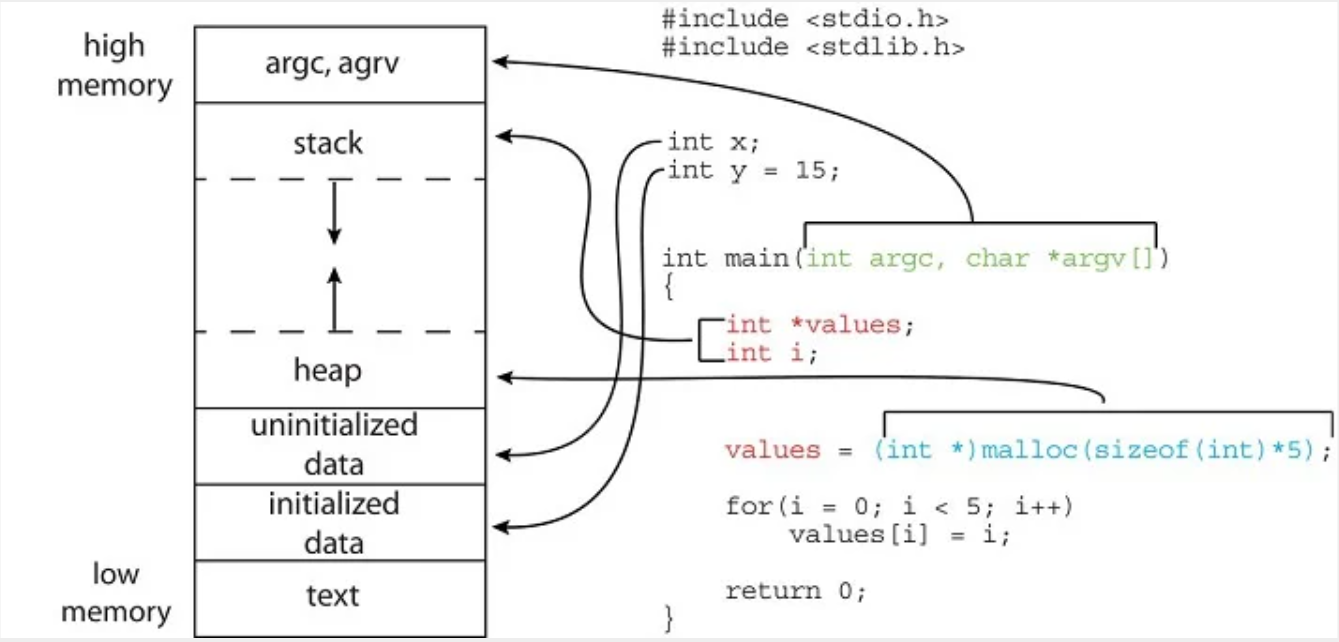 high
memory
argc, agrv
stack
heap
uninitialized
data
initialized
data
low
memory
text
#include <stdio.h>
#include <stdlib.h>
int x;
int y = 15;
int main(int argc, char *argv[])
{
int *values;
int i;
values = (int *)malloc(sizeof(int)*5);
for(i = 0; i < 5; i++)
values[i] = i;
return 0;
}